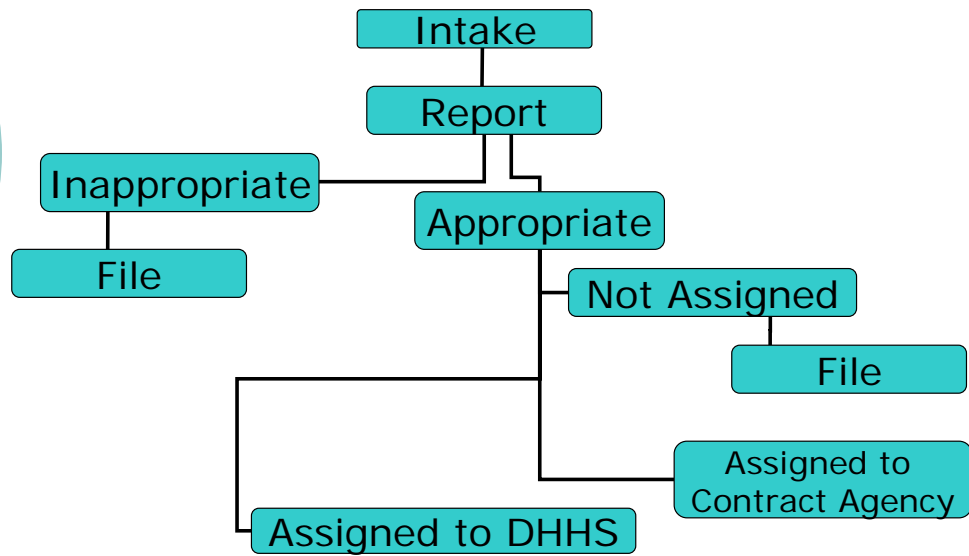 Intake
Report
Inappropriate
Appropriate
File
Not Assigned
File
Assigned to
Contract Agency
Assigned to DHHS